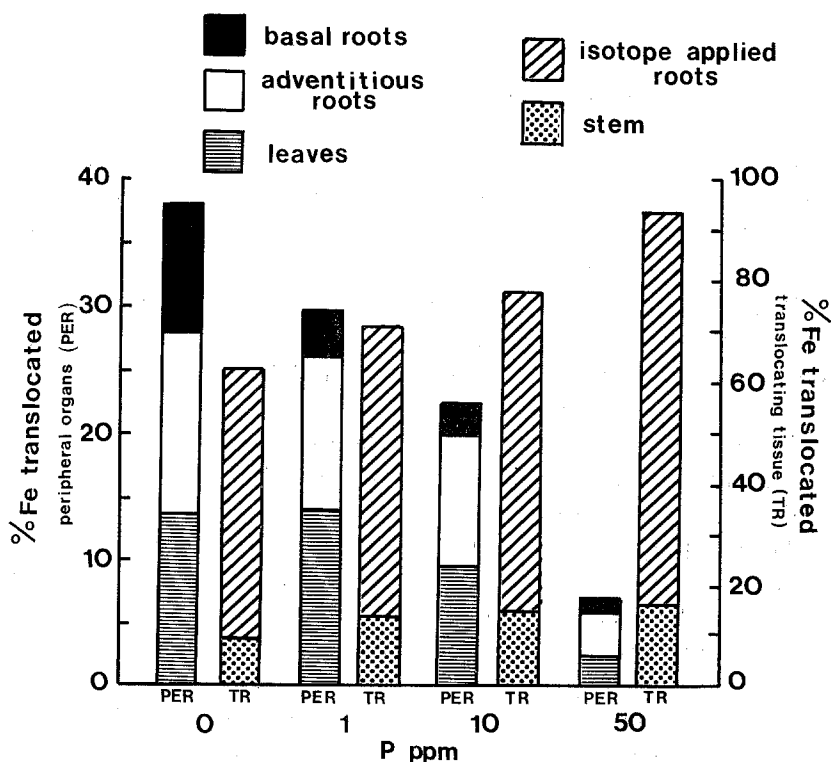 basal roots
adventitious
roots
leaves
isotope applied
roots
stem
40
30
20
10
0
%Fe translocated
peripheral organs (PER)
100
80
60
40
20
0
%Fe translocated
translocating tissue (TR)
PER TR PER TR PER TR PER TR
0 1 10 50
P ppm